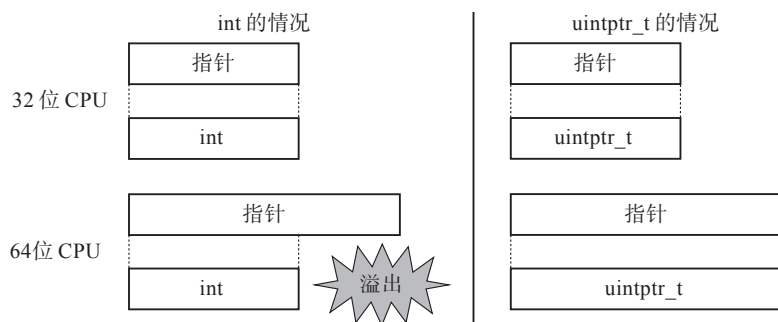 int 的情况
指针
32 位 CPU
int
64位 CPU
指针
int
溢出
uintptr_t 的情况
指针
uintptr_t
指针
uintptr_t